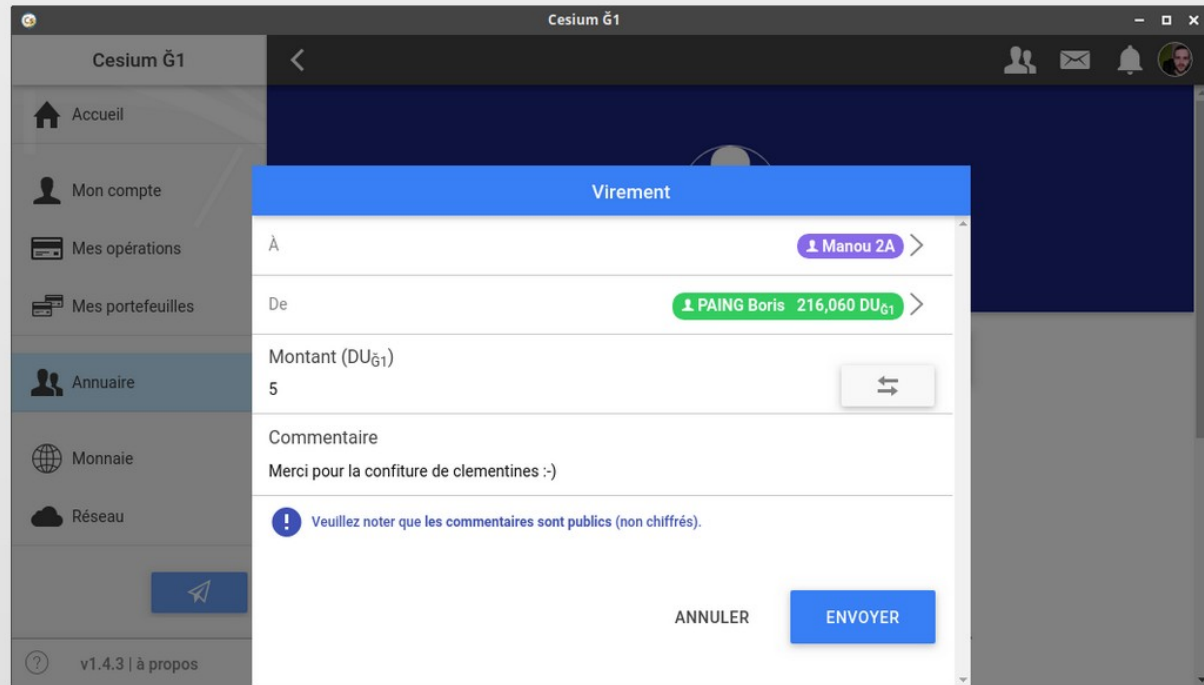 Cesium Ğ1
Cesium Ğ1
Accueil
Mon compte
Mes opérations
Mes portefeuilles
Annuaire
Monnaie
Réseau
? v1.4.3 | à propos
Virement
À
Manou 2A
De
PAING Boris 216,060 DUĞ1
Montant (DUĞ1)
5
Commentaire
Merci pour la confiture de clementines :-)
! Veuillez noter que les commentaires sont publics (non chiffrés).
ANNULER ENVOYER